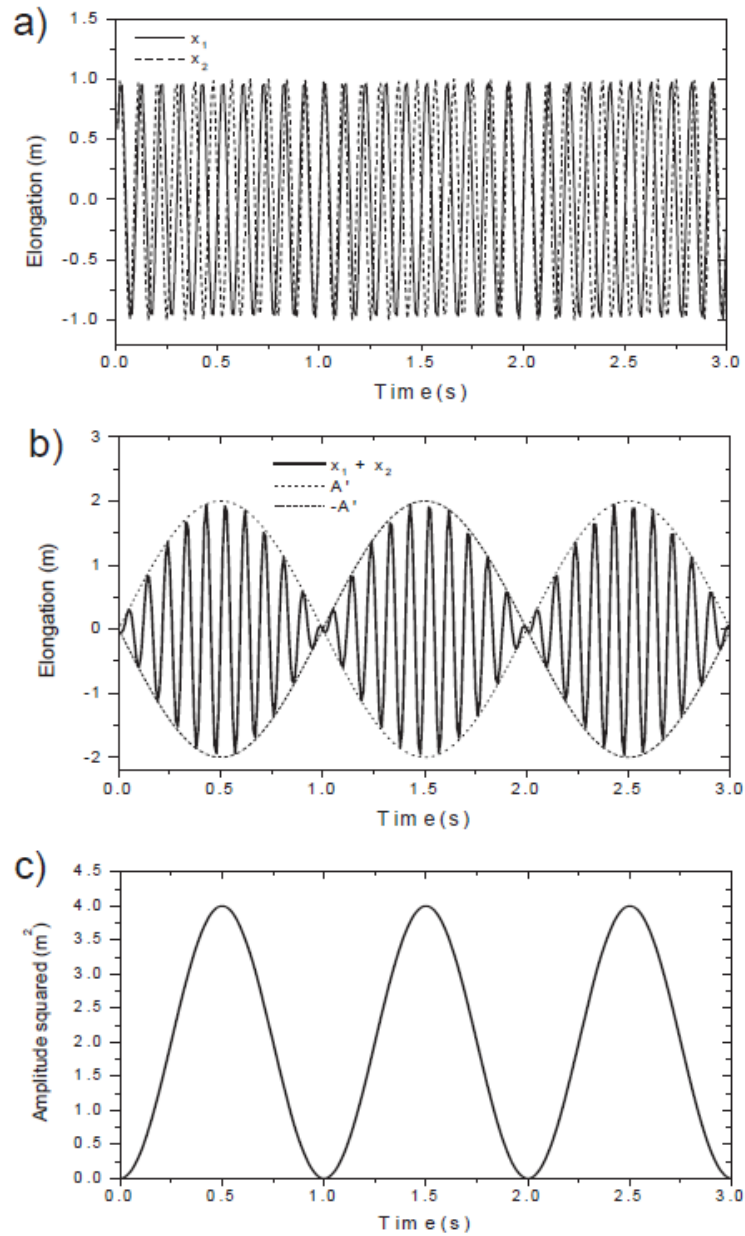 a)
1.5
1.0
0.5
0.0
-0.5
-1.0
x₁
x₂
Elongation (m)
0.0 0.5 1.0 1.5 2.0 2.5 3.0
Time(s)
b)
3
2
1
0
-1
-2
x₁ + x₂
A'
-A'
Elongation (m)
0.0 0.5 1.0 1.5 2.0 2.5 3.0
Time(s)
c)
4.5
4.0
3.5
3.0
2.5
2.0
1.5
1.0
0.5
0.0
Amplitude squared (m²)
0.0 0.5 1.0 1.5 2.0 2.5 3.0
Time(s)